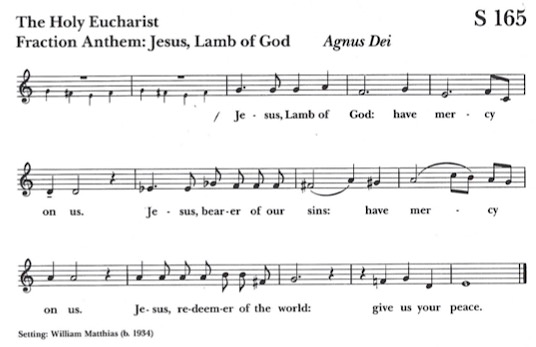 The Holy Eucharist
S 165
Fraction Anthem: Jesus, Lamb of God Agnus Dei
/ Je - sus, Lamb of God: have mer - cy
on us. Je - sus, bear-er of our sins: have mer - cy
on us. Je- sus, re-deem-er of the world: give us your peace.
Setting: William Matthias (b. 1934)